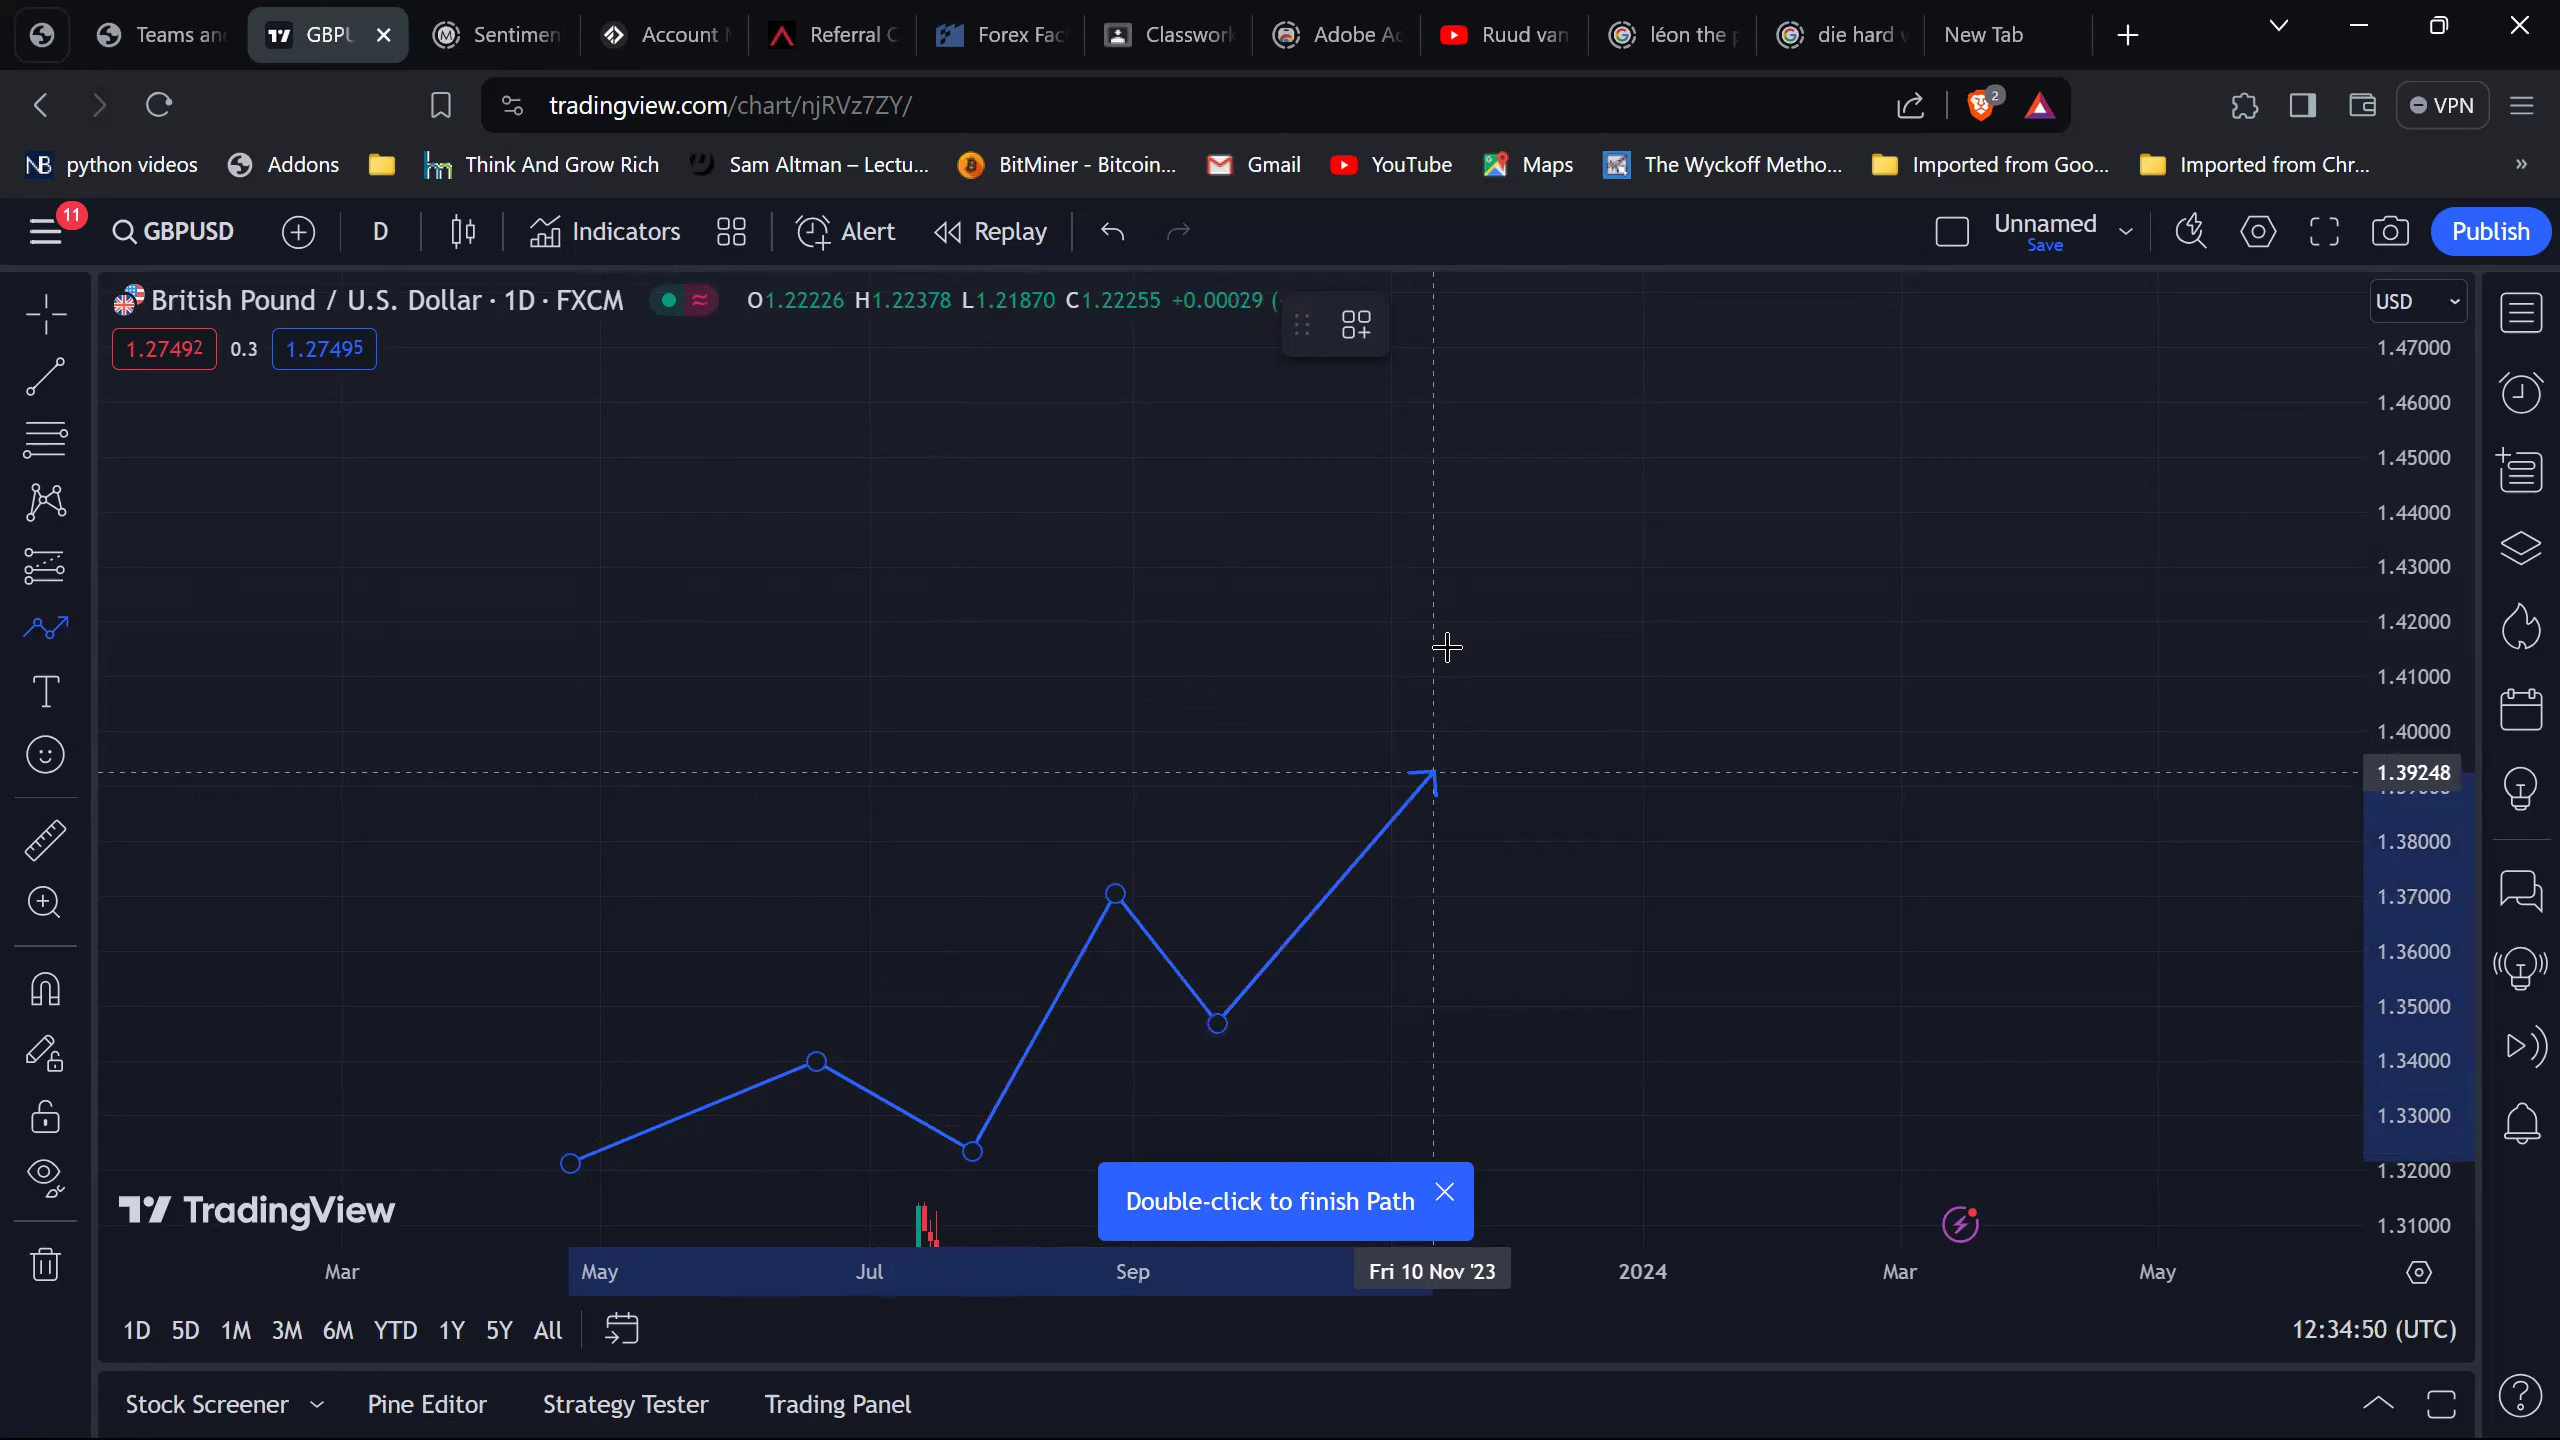 Teams an
GBPU
Sentimen
Account
Referral C
Forex Fac
Classwork
Adobe Ac
Ruud van
léon the p
die hard
New Tab
tradingview.com/chart/njRVz7ZY/
2
VPN
python videos
Addons
Think And Grow Rich
Sam Altman – Lectu...
BitMiner - Bitcoin...
Gmail
YouTube
Maps
The Wyckoff Metho...
Imported from Goo...
Imported from Chr...
»
11
GBPUSD
D
Indicators
Alert
Replay
Unnamed
Save
Publish
British Pound / U.S. Dollar · 1D · FXCM
O1.22226 H1.22378 L1.21870 C1.22255 +0.00029 (
USD
1.27492
0.3
1.27495
1.47000
1.46000
1.45000
1.44000
1.43000
1.42000
1.41000
1.40000
1.39248
1.38000
1.37000
1.36000
1.35000
1.34000
1.33000
1.32000
1.31000
Double-click to finish Path
TradingView
Mar
May
Jul
Sep
Fri 10 Nov '23
2024
Mar
May
1D 5D 1M 3M 6M YTD 1Y 5Y All
12:34:50 (UTC)
Stock Screener
Pine Editor
Strategy Tester
Trading Panel